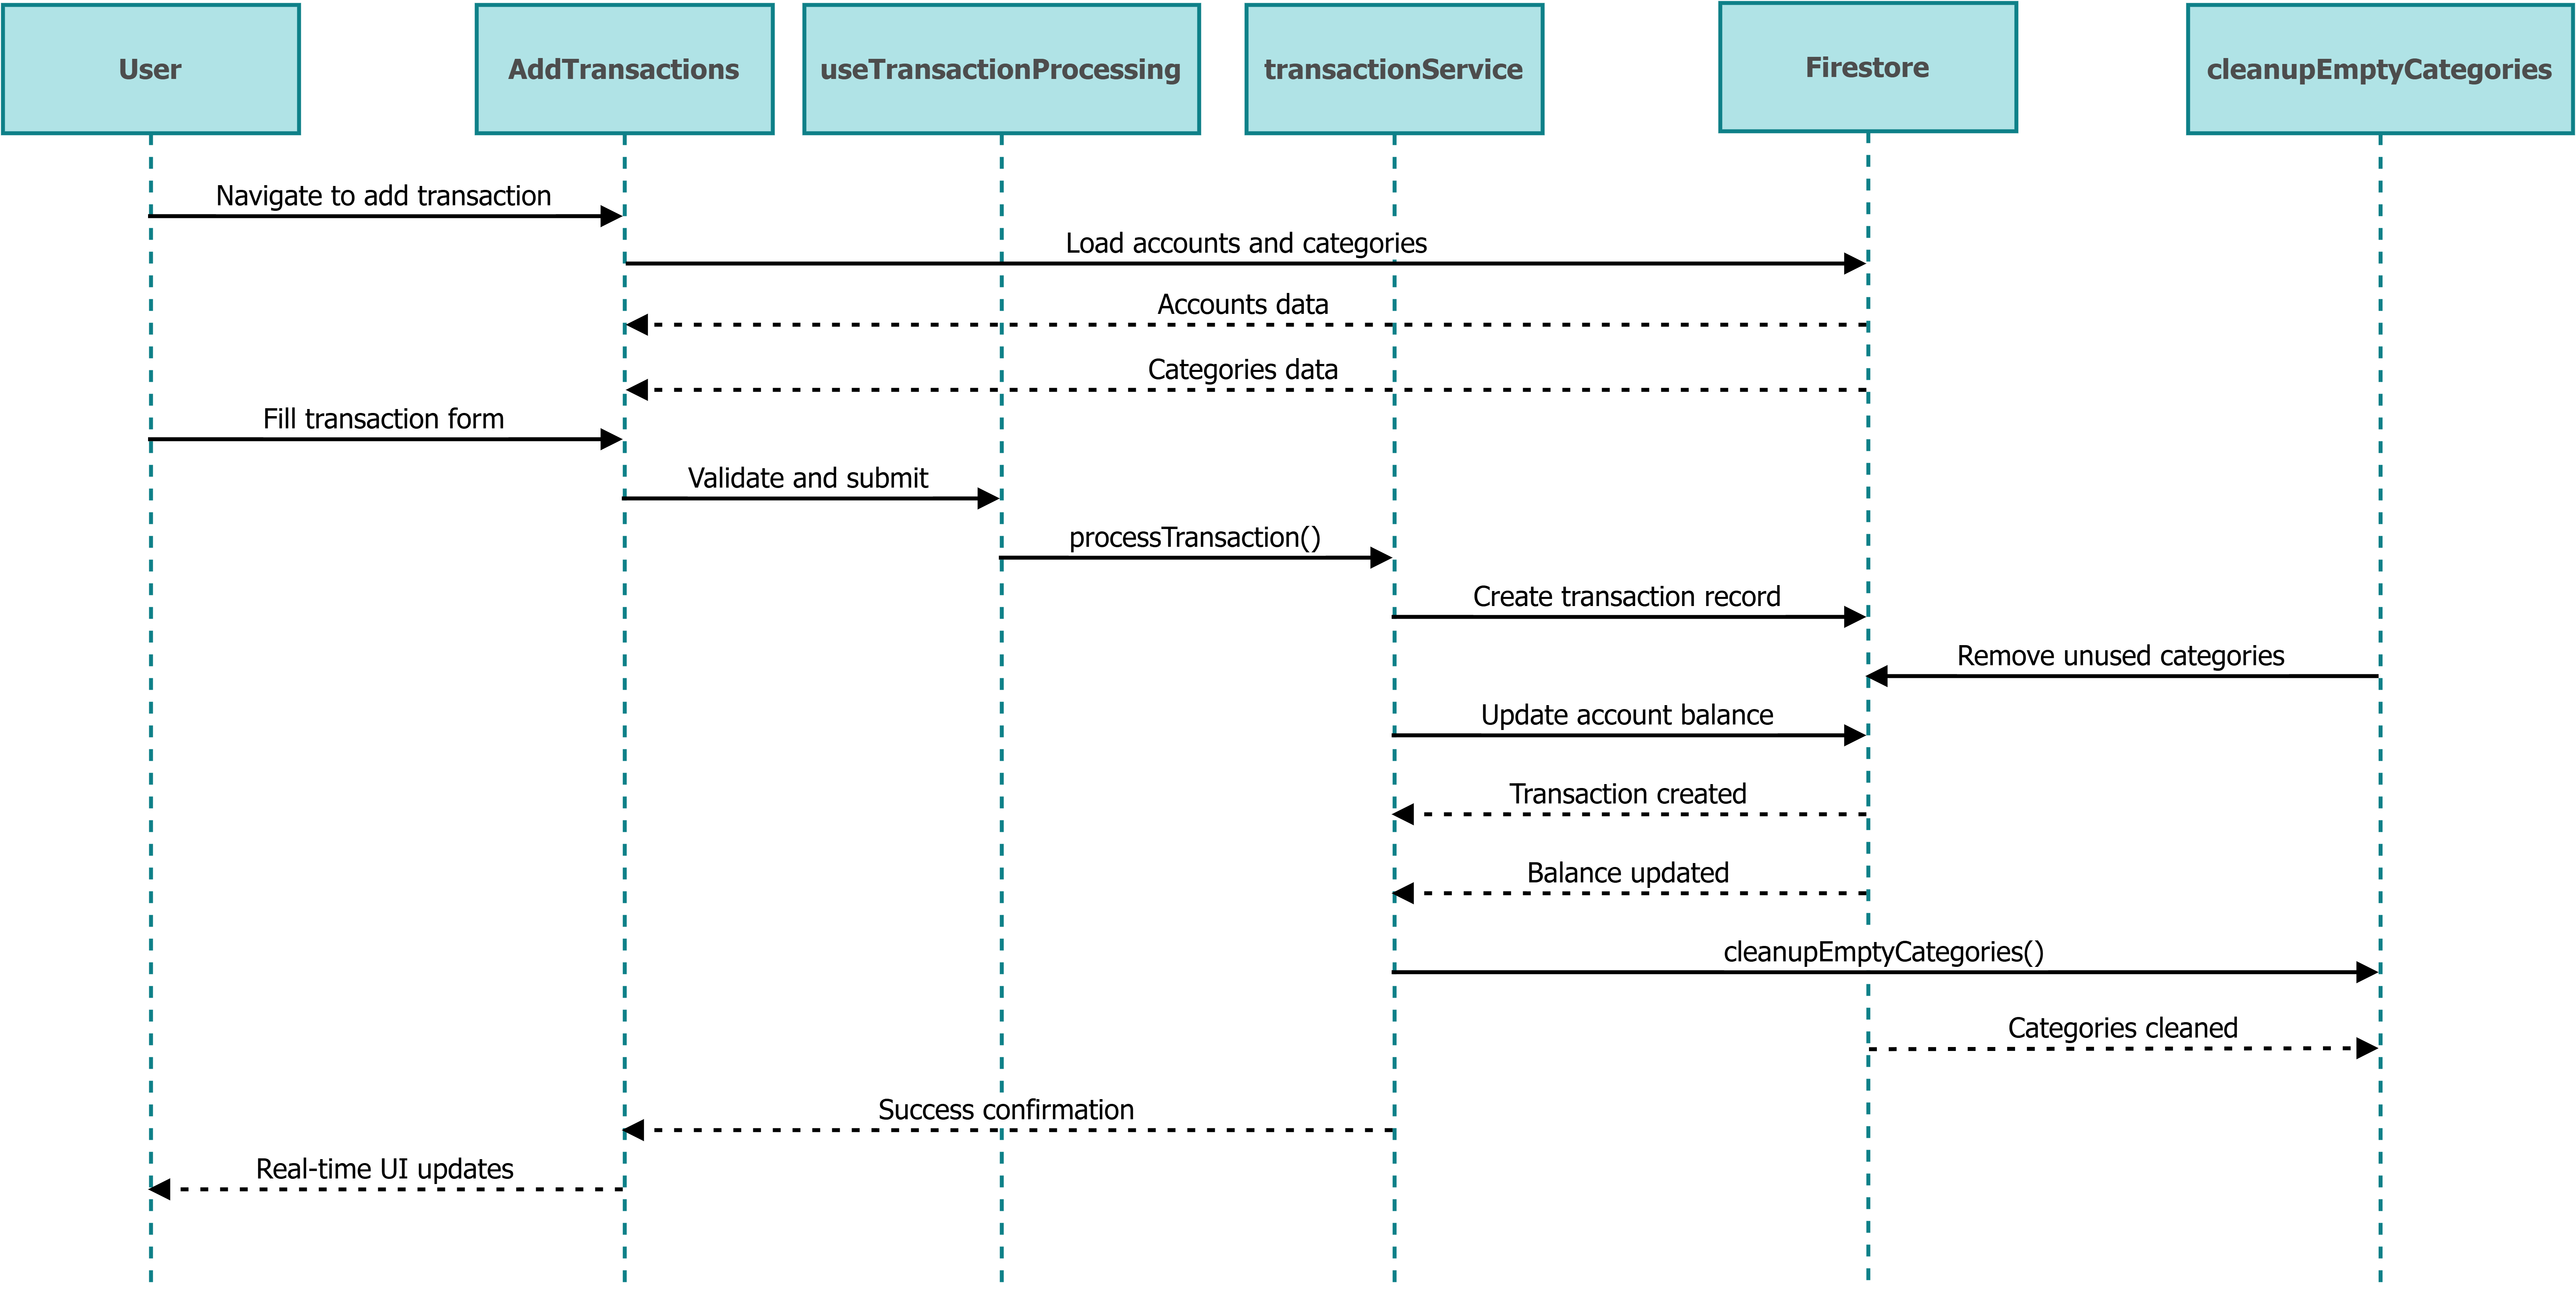 User
AddTransactions
useTransactionProcessing
transactionService
Firestore
cleanupEmptyCategories
Navigate to add transaction
Load accounts and categories
Accounts data
Categories data
Fill transaction form
Validate and submit
processTransaction()
Create transaction record
Remove unused categories
Update account balance
Transaction created
Balance updated
cleanupEmptyCategories()
Categories cleaned
Success confirmation
Real-time UI updates